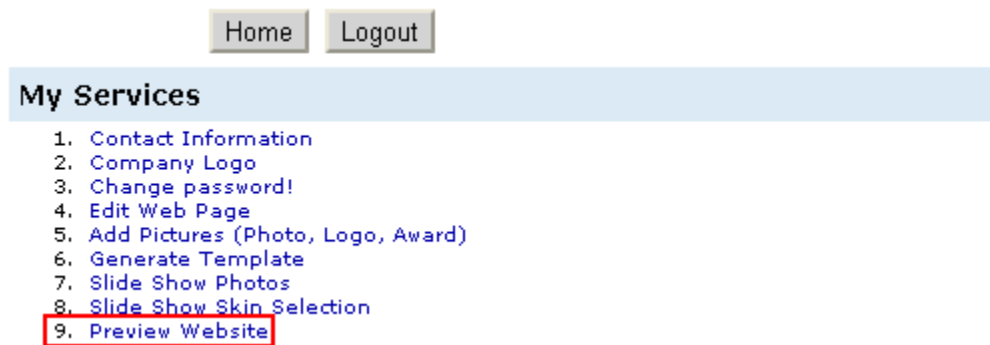 Home Logout
My Services
1. Contact Information
2. Company Logo
3. Change password!
4. Edit Web Page
5. Add Pictures (Photo, Logo, Award)
6. Generate Template
7. Slide Show Photos
8. Slide Show Skin Selection
9. Preview Website